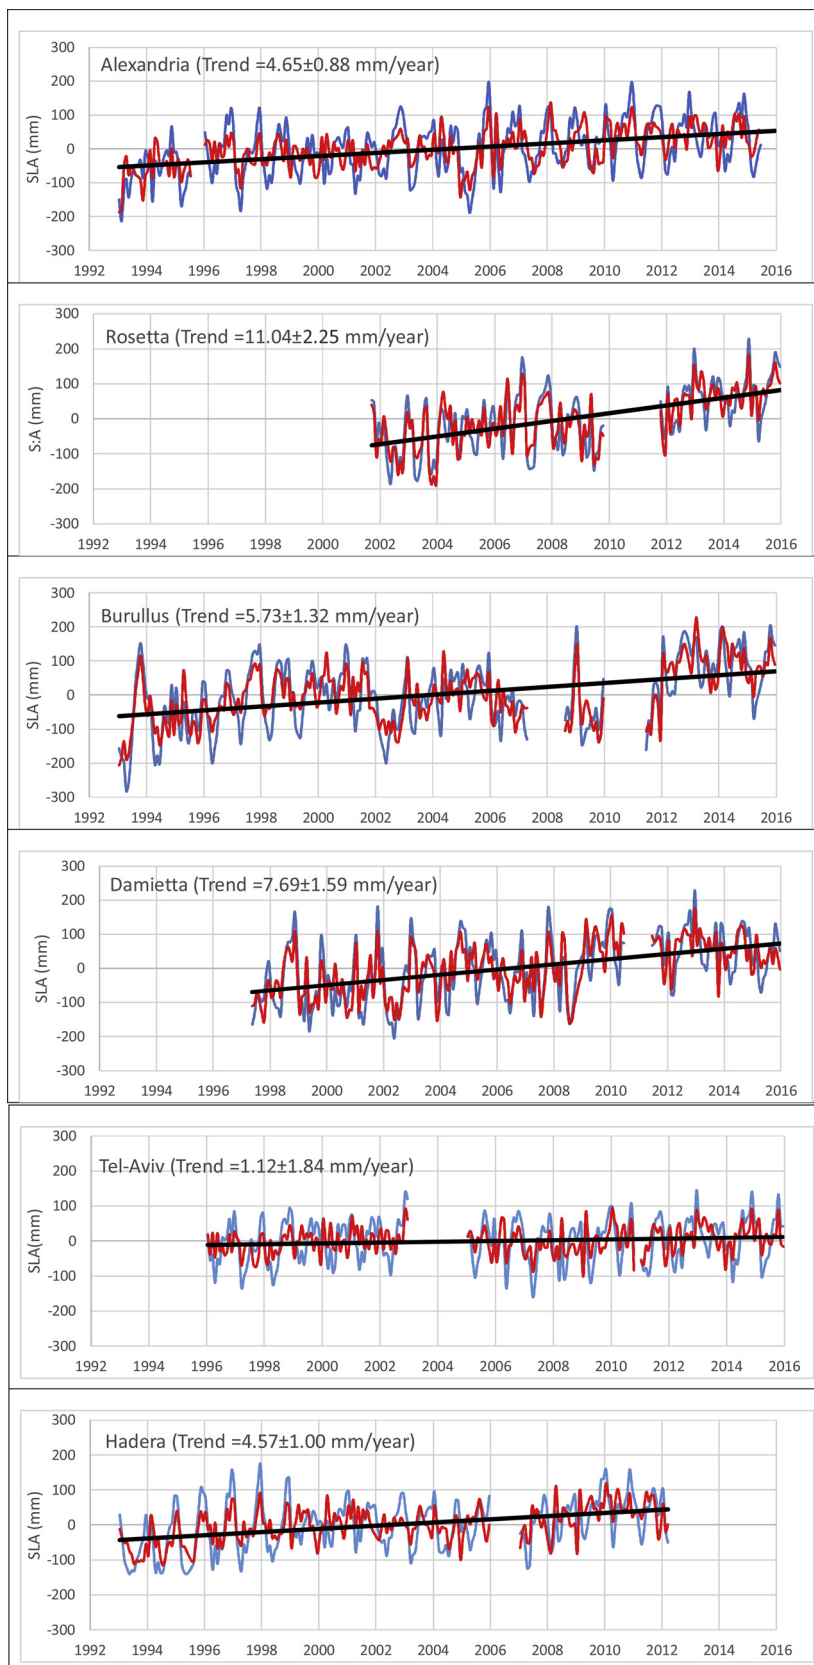 300
Alexandria (Trend =4.65±0.88 mm/year)
200
100
0
-100
-200
-300
SLA (mm)
1992 1994 1996 1998 2000 2002 2004 2006 2008 2010 2012 2014 2016
300
Rosetta (Trend =11.04±2.25 mm/year)
200
100
0
-100
-200
-300
S:A (mm)
1992 1994 1996 1998 2000 2002 2004 2006 2008 2010 2012 2014 2016
300
Burullus (Trend =5.73±1.32 mm/year)
200
100
0
-100
-200
-300
SLA (mm)
1992 1994 1996 1998 2000 2002 2004 2006 2008 2010 2012 2014 2016
300
Damietta (Trend =7.69±1.59 mm/year)
200
100
0
-100
-200
-300
SLA (mm)
1992 1994 1996 1998 2000 2002 2004 2006 2008 2010 2012 2014 2016
300
Tel-Aviv (Trend =1.12±1.84 mm/year)
200
100
0
-100
-200
-300
SLA(mm)
1992 1994 1996 1998 2000 2002 2004 2006 2008 2010 2012 2014 2016
300
Hadera (Trend =4.57±1.00 mm/year)
200
100
0
-100
-200
-300
SLA (mm)
1992 1994 1996 1998 2000 2002 2004 2006 2008 2010 2012 2014 2016